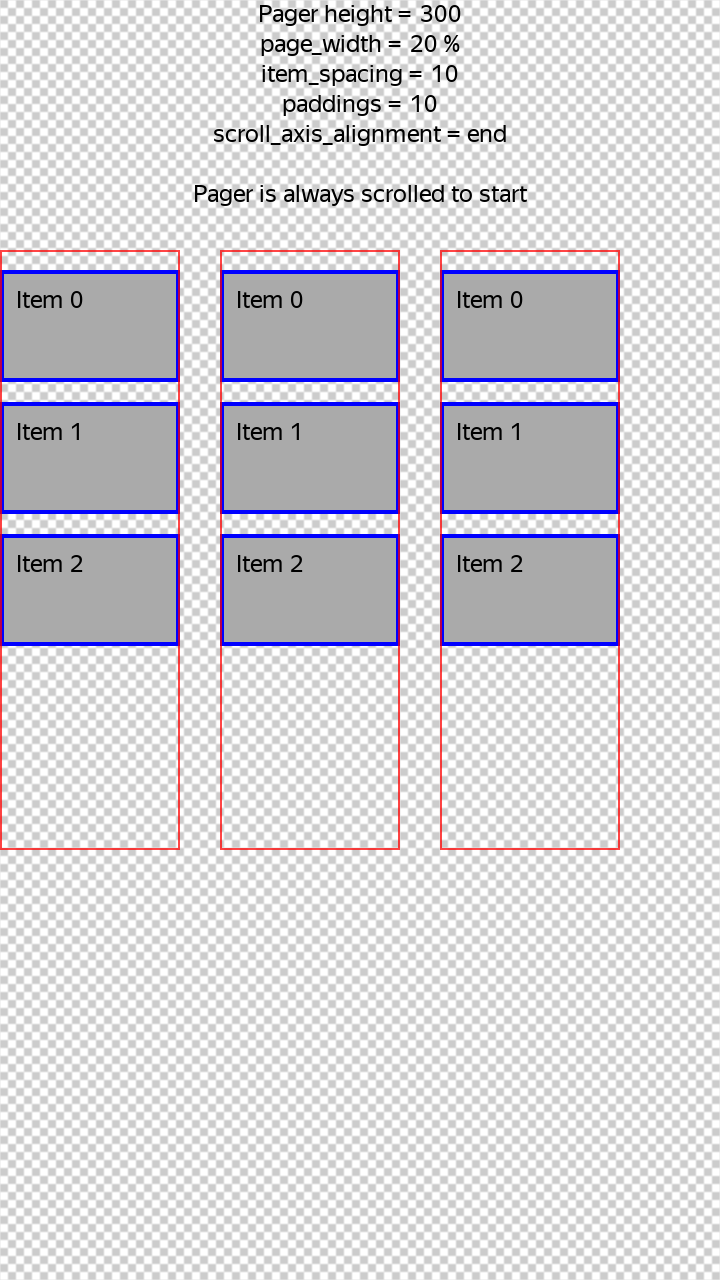 Pager height = 300
page_width = 20 %
item_spacing = 10
paddings = 10
scroll_axis_alignment = end
Pager is always scrolled to start
Item 0
Item 0
Item 0
Item 1
Item 1
Item 1
Item 2
Item 2
Item 2